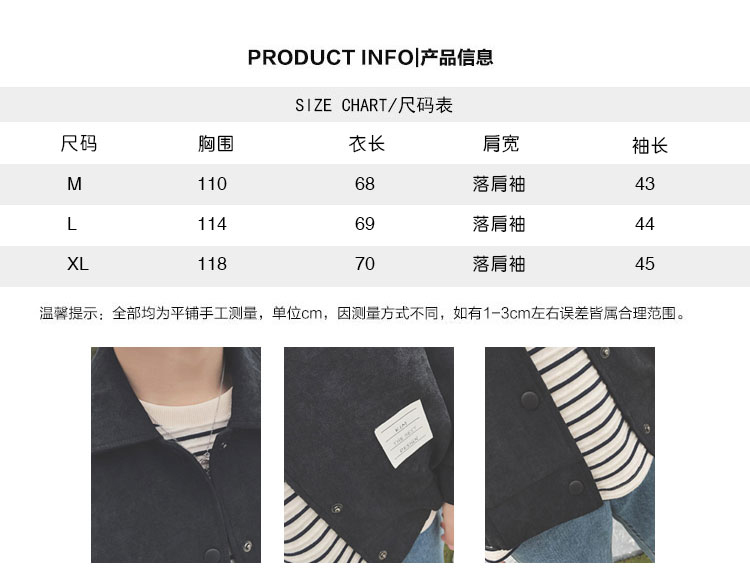 PRODUCT INFO|产品信息
SIZE CHART/尺码表
尺码 胸围 衣长 肩宽 袖长
M 110 68 落肩袖 43
L 114 69 落肩袖 44
XL 118 70 落肩袖 45
温馨提示：全部均为平铺手工测量，单位cm，因测量方式不同，如有1-3cm左右误差皆属合理范围。
THE BEST